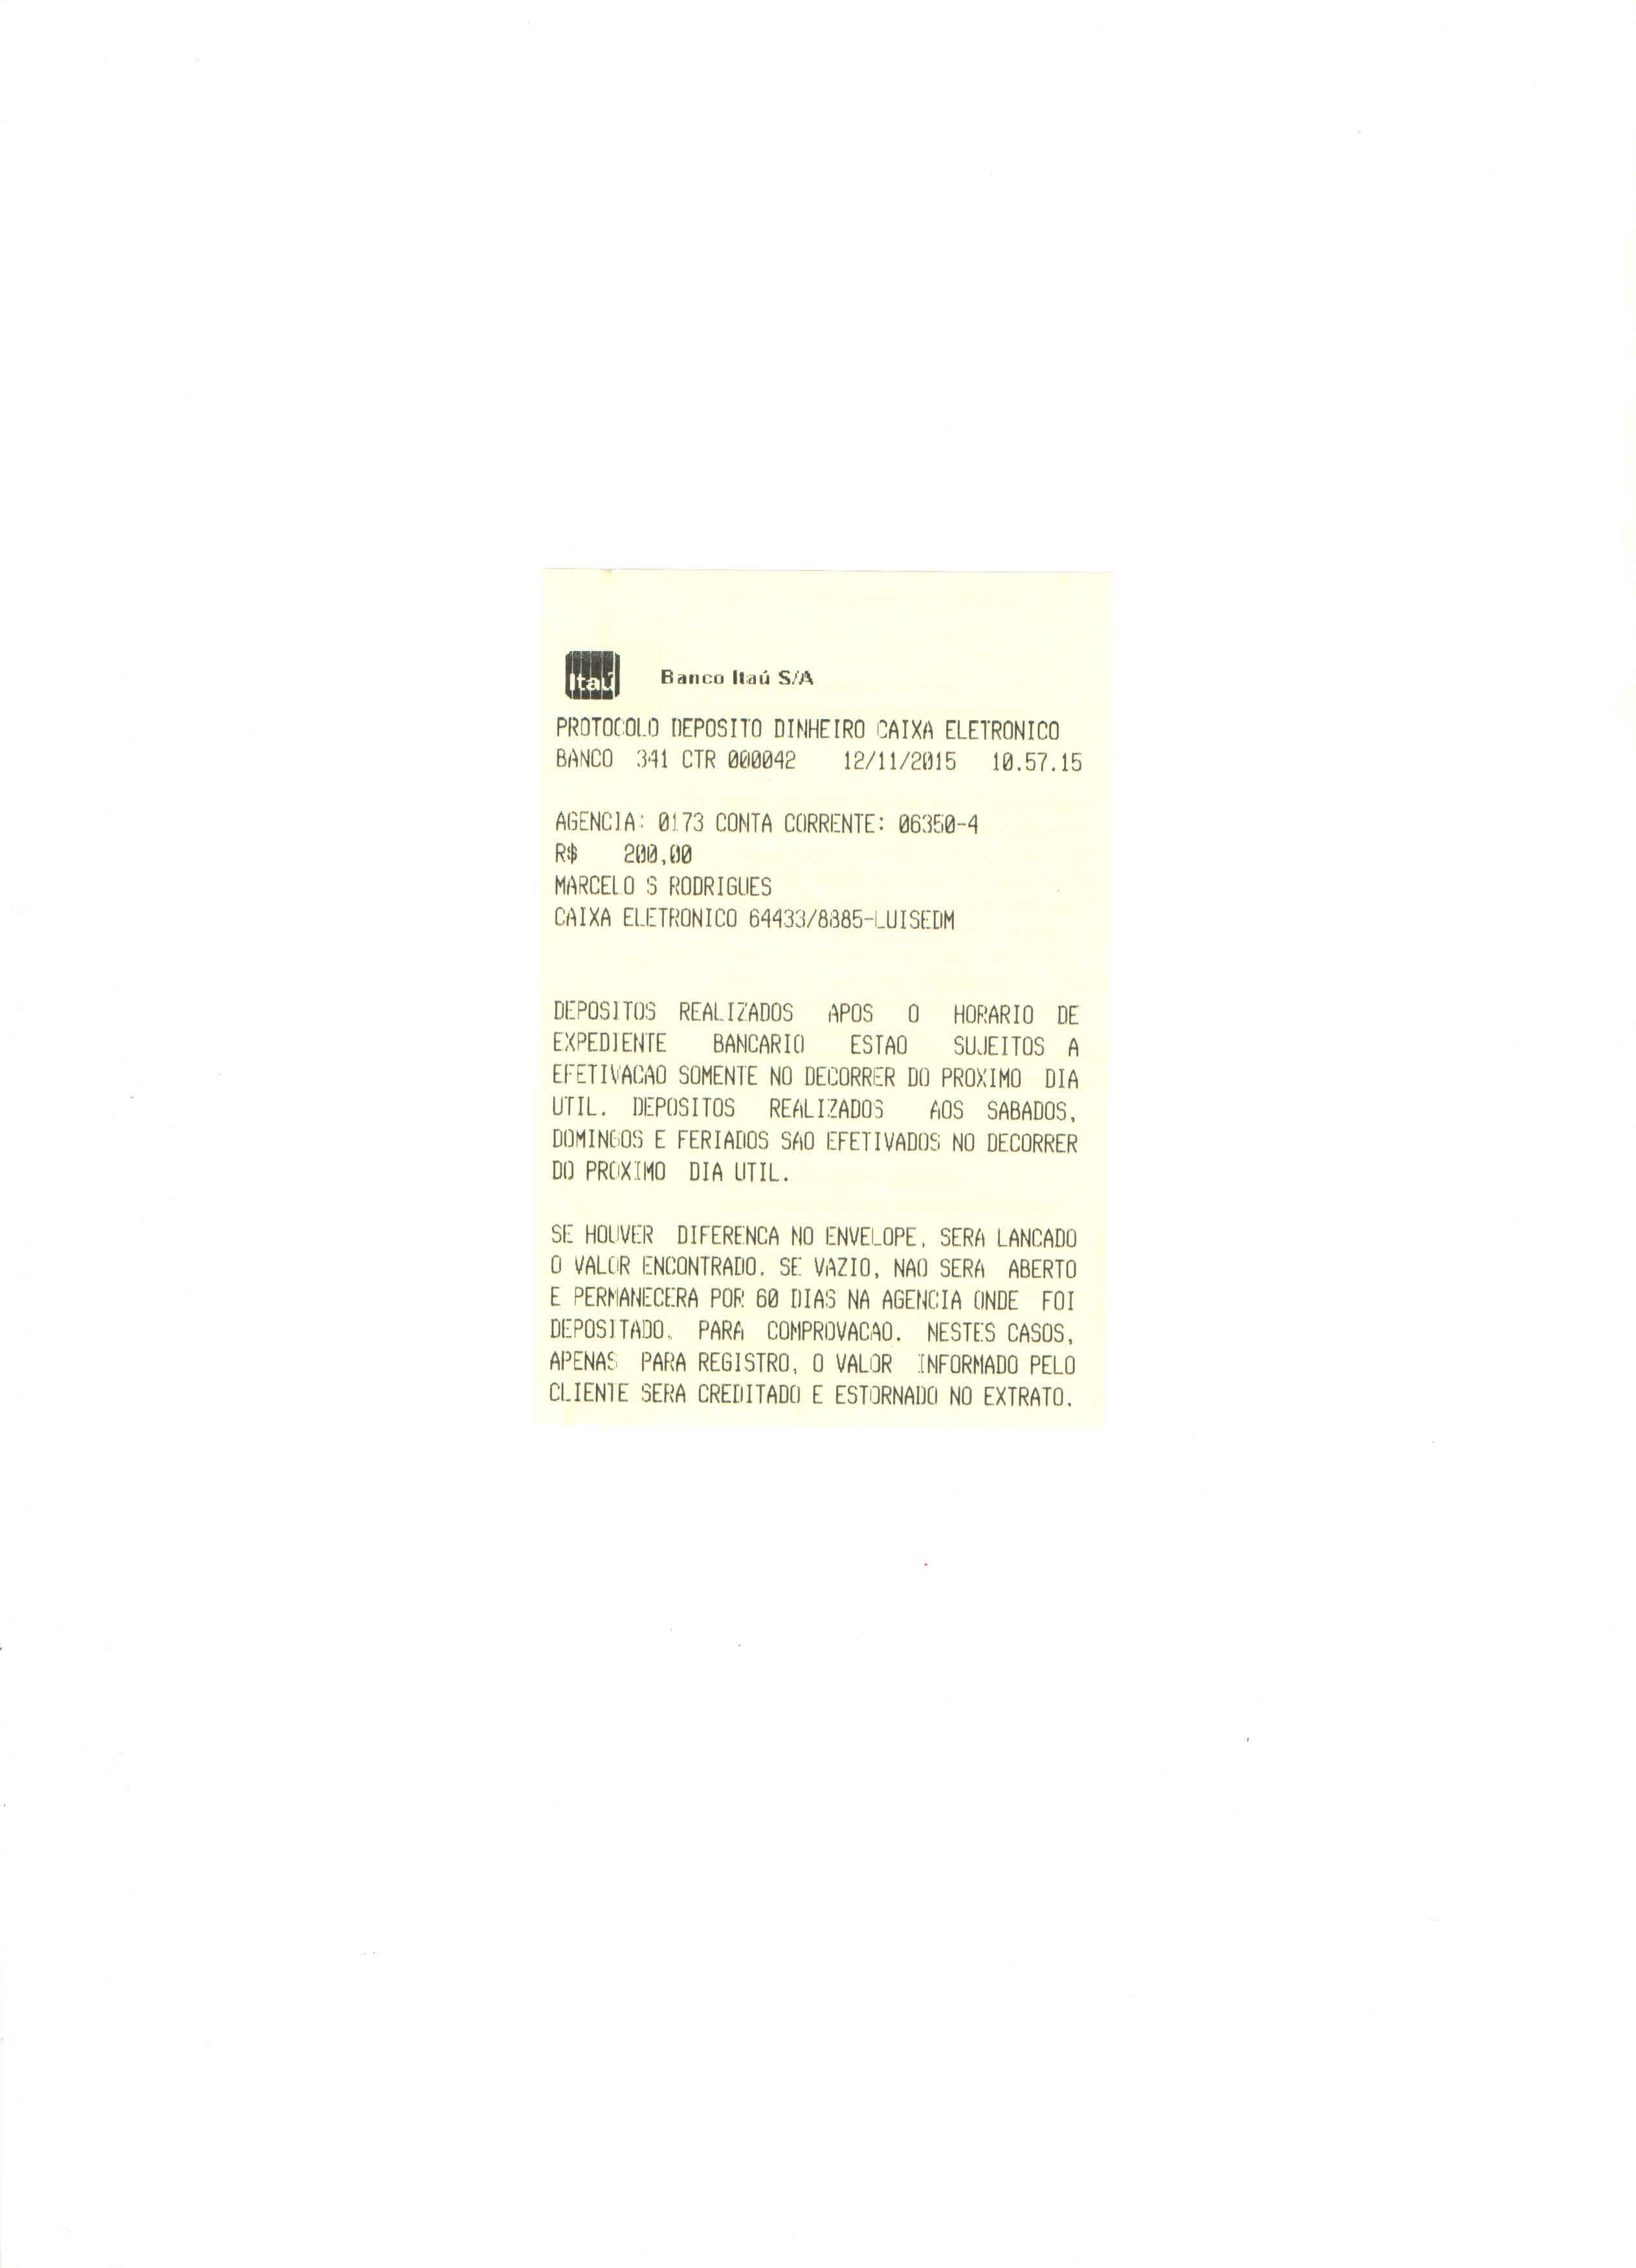 Itaú
Banco Itaú S/A
PROTOCOLO DEPOSITO DINHEIRO CAIXA ELETRONICO
BANCO 341 CTR 000042 12/11/2015 10.57.15
AGENCIA: 0173 CONTA CORRENTE: 06350-4
R$ 200,00
MARCELO S RODRIGUES
CAIXA ELETRONICO 64433/8885-LUISEDM
DEPOSITOS REALIZADOS APOS O HORARIO DE
EXPEDIENTE BANCARIO ESTAO SUJEITOS A
EFETIVACAO SOMENTE NO DECORRER DO PROXIMO DIA
UTIL. DEPOSITOS REALIZADOS AOS SABADOS,
DOMINGOS E FERIADOS SAO EFETIVADOS NO DECORRER
DO PROXIMO DIA UTIL.
SE HOUVER DIFERENCA NO ENVELOPE, SERA LANCADO
O VALOR ENCONTRADO. SE VAZIO, NAO SERA ABERTO
E PERMANECERA POR 60 DIAS NA AGENCIA ONDE FOI
DEPOSITADO, PARA COMPROVACAO. NESTES CASOS,
APENAS PARA REGISTRO, O VALOR INFORMADO PELO
CLIENTE SERA CREDITADO E ESTORNADO NO EXTRATO.